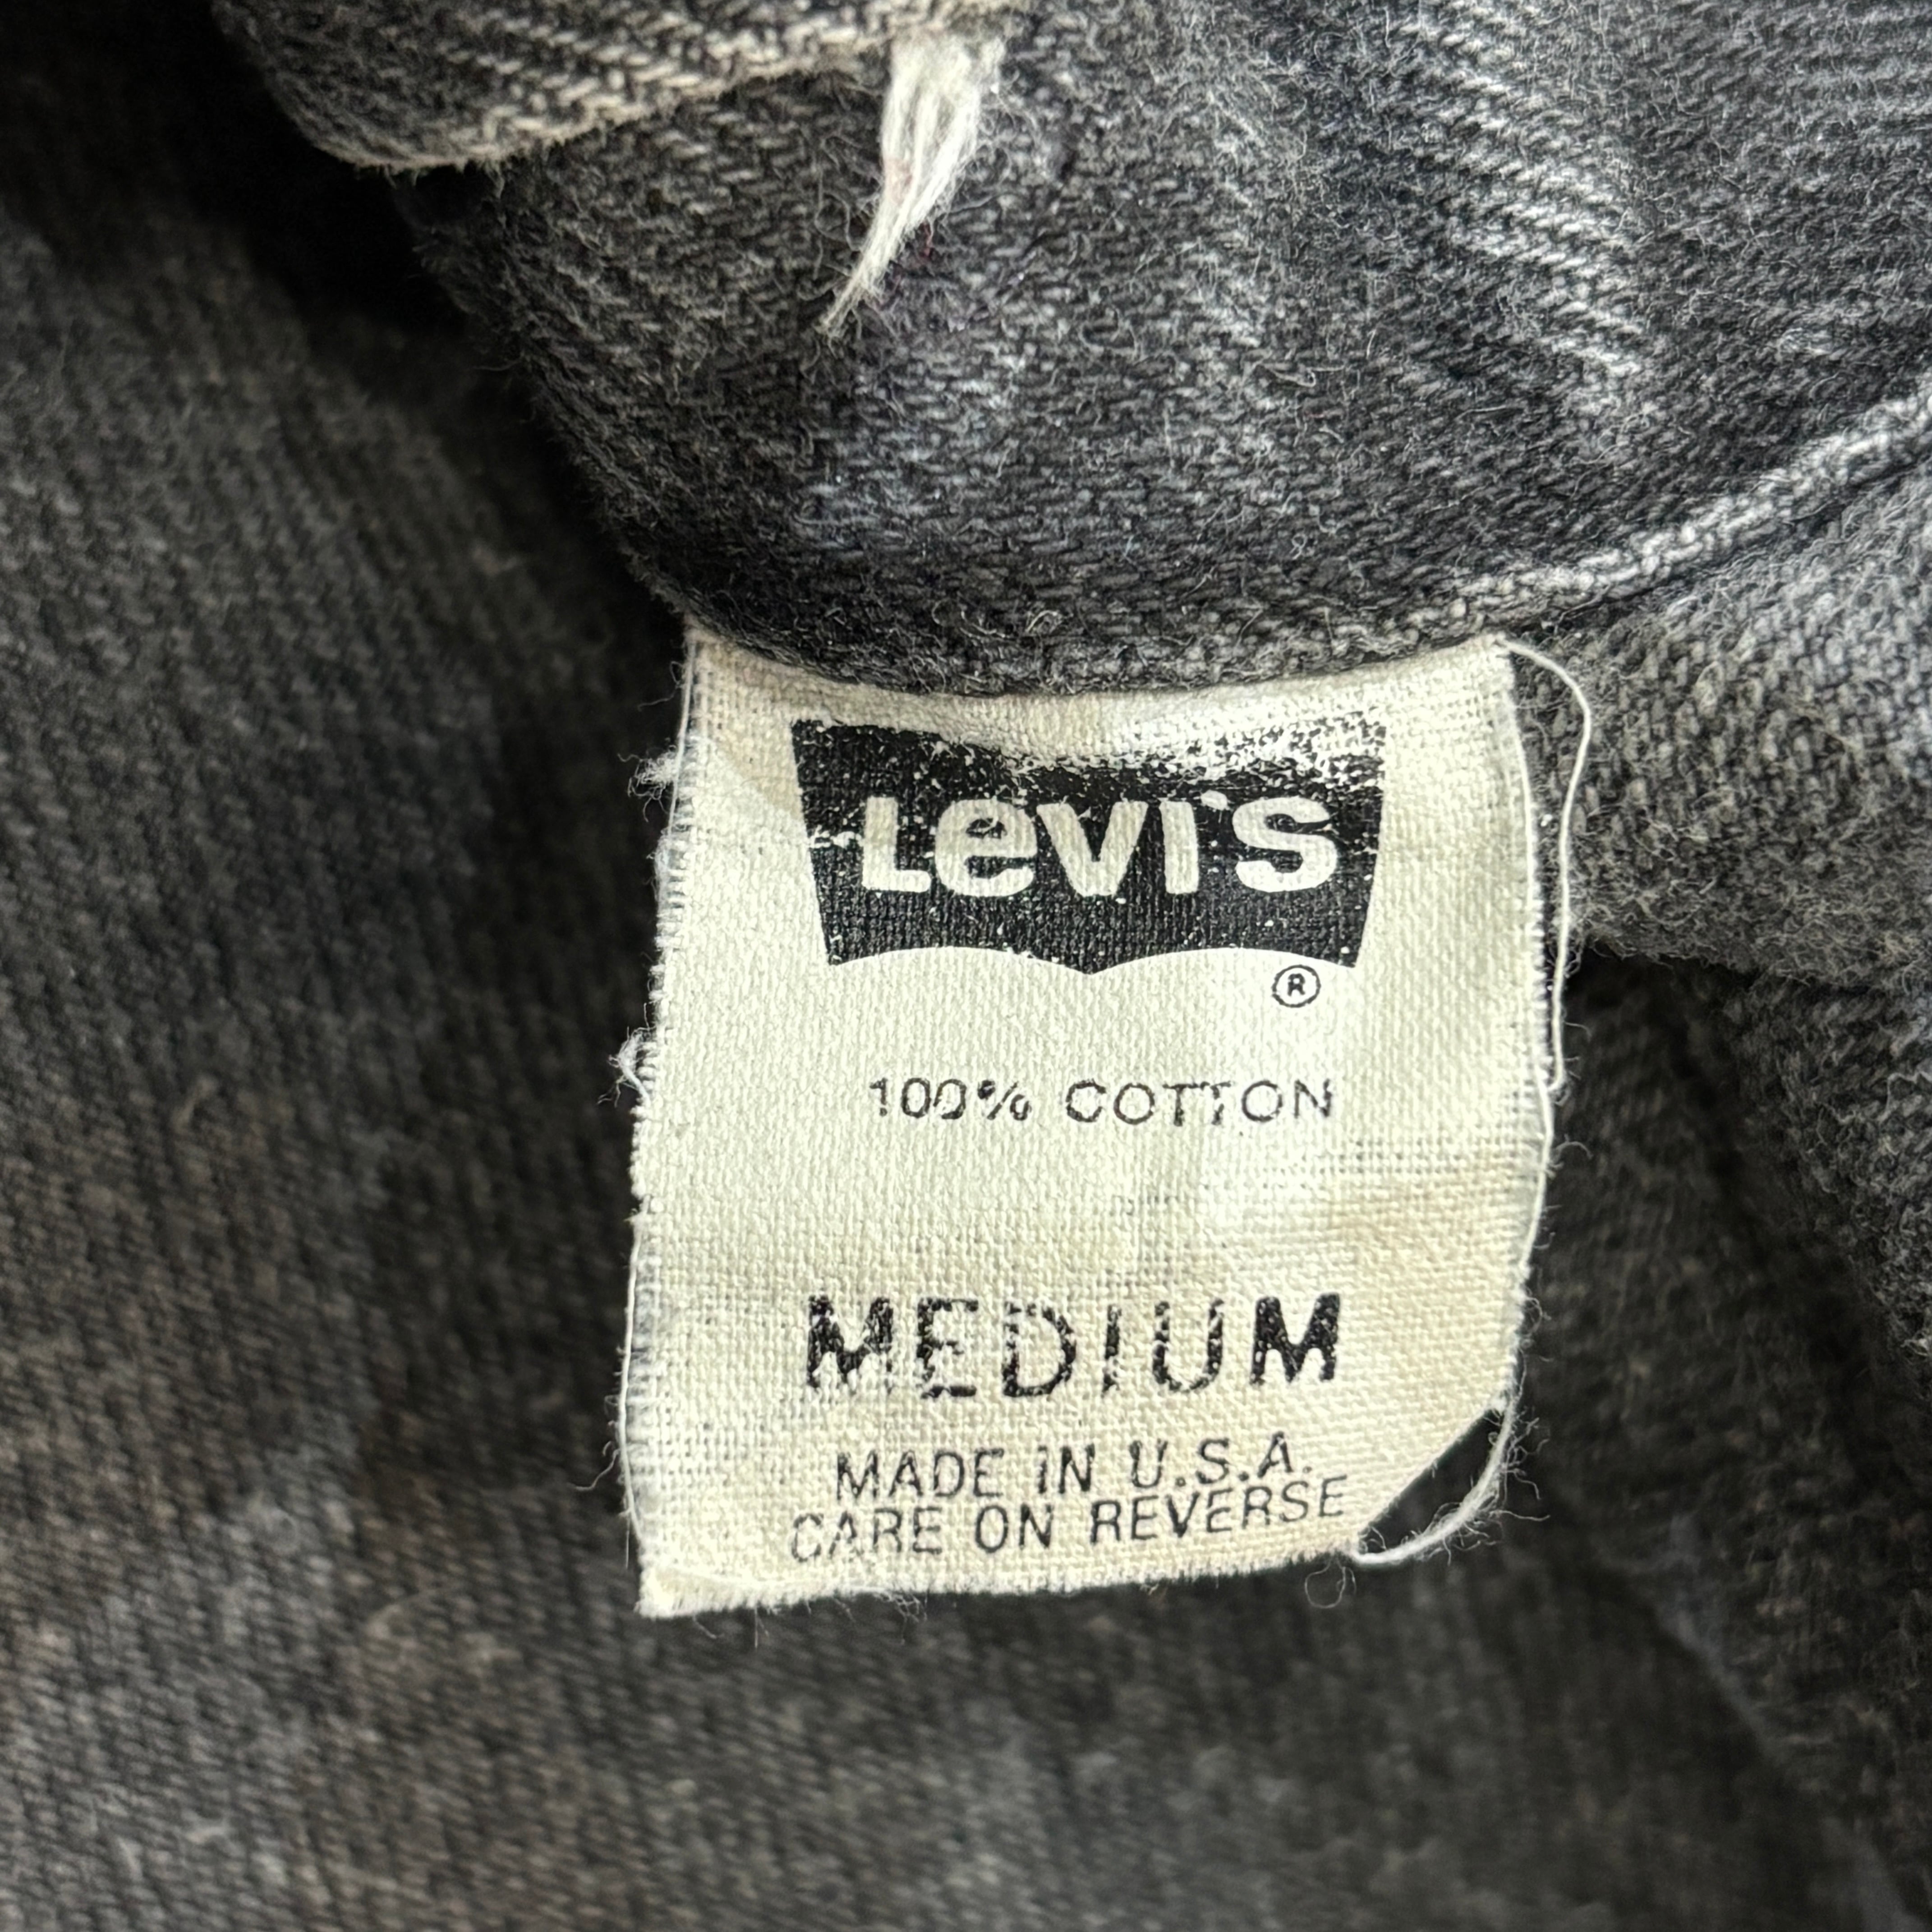 Levi's
®
100% COTTON
MEDIUM
MADE IN U.S.A.
CARE ON REVERSE